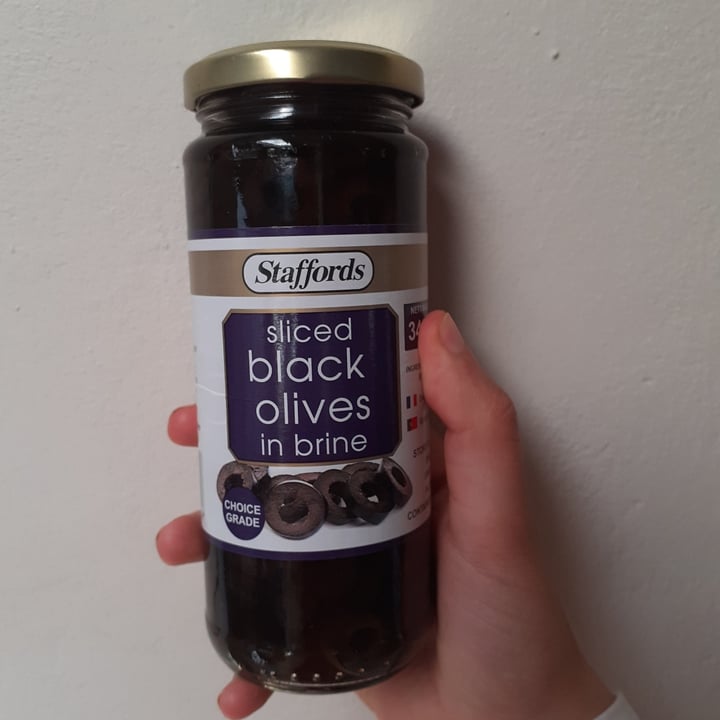 Staffords
sliced
black
olives
in brine
CHOICE
GRADE